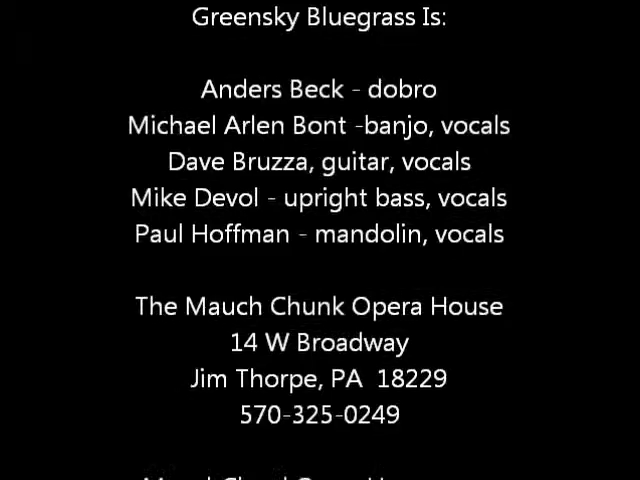 Greensky Bluegrass Is:
Anders Beck - dobro
Michael Arlen Bont -banjo, vocals
Dave Bruzza, guitar, vocals
Mike Devol - upright bass, vocals
Paul Hoffman - mandolin, vocals
The Mauch Chunk Opera House
14 W Broadway
Jim Thorpe, PA  18229
570-325-0249